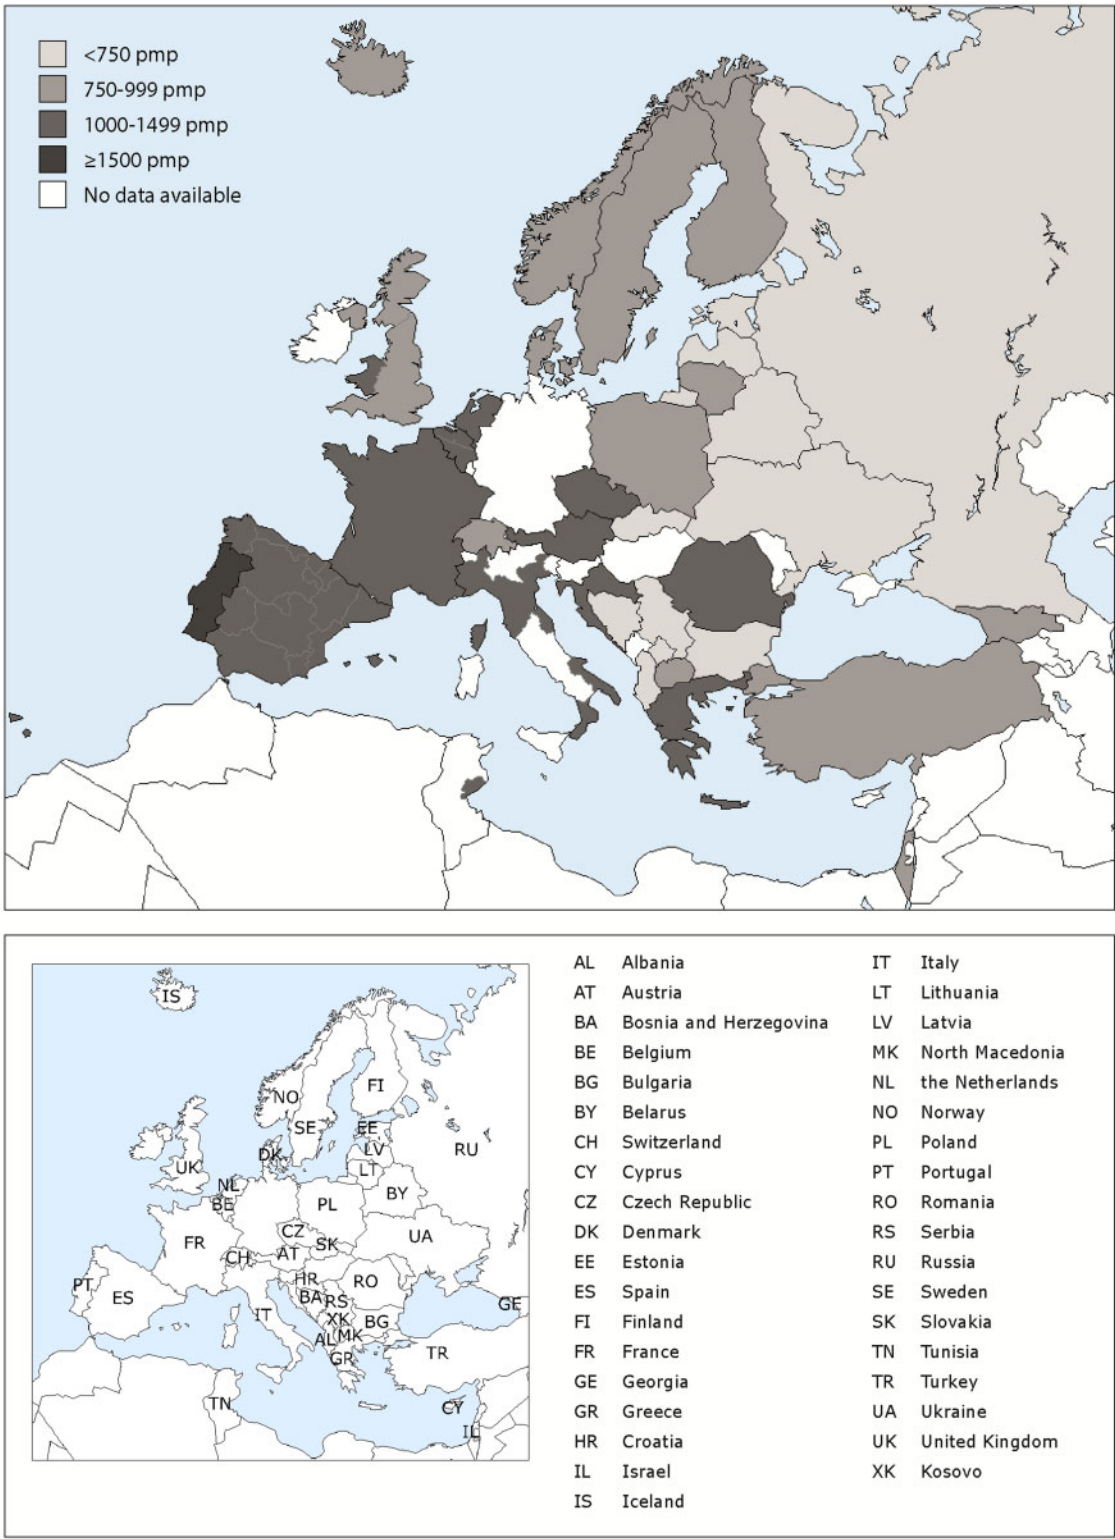 <750 pmp
750-999 pmp
1000-1499 pmp
≥1500 pmp
No data available
IS
NO
FI
SE
EE
RU
DK
LV
LT
UK
NL
BY
BE
PL
CZ
UA
FR
SK
CH
AT
HR
RO
PT
ES
BA
RS
GE
IT
XK
BG
AL
MK
TR
GR
TN
CY
IL
AL Albania
AT Austria
BA Bosnia and Herzegovina
BE Belgium
BG Bulgaria
BY Belarus
CH Switzerland
CY Cyprus
CZ Czech Republic
DK Denmark
EE Estonia
ES Spain
FI Finland
FR France
GE Georgia
GR Greece
HR Croatia
IL Israel
IS Iceland
IT Italy
LT Lithuania
LV Latvia
MK North Macedonia
NL the Netherlands
NO Norway
PL Poland
PT Portugal
RO Romania
RS Serbia
RU Russia
SE Sweden
SK Slovakia
TN Tunisia
TR Turkey
UA Ukraine
UK United Kingdom
XK Kosovo